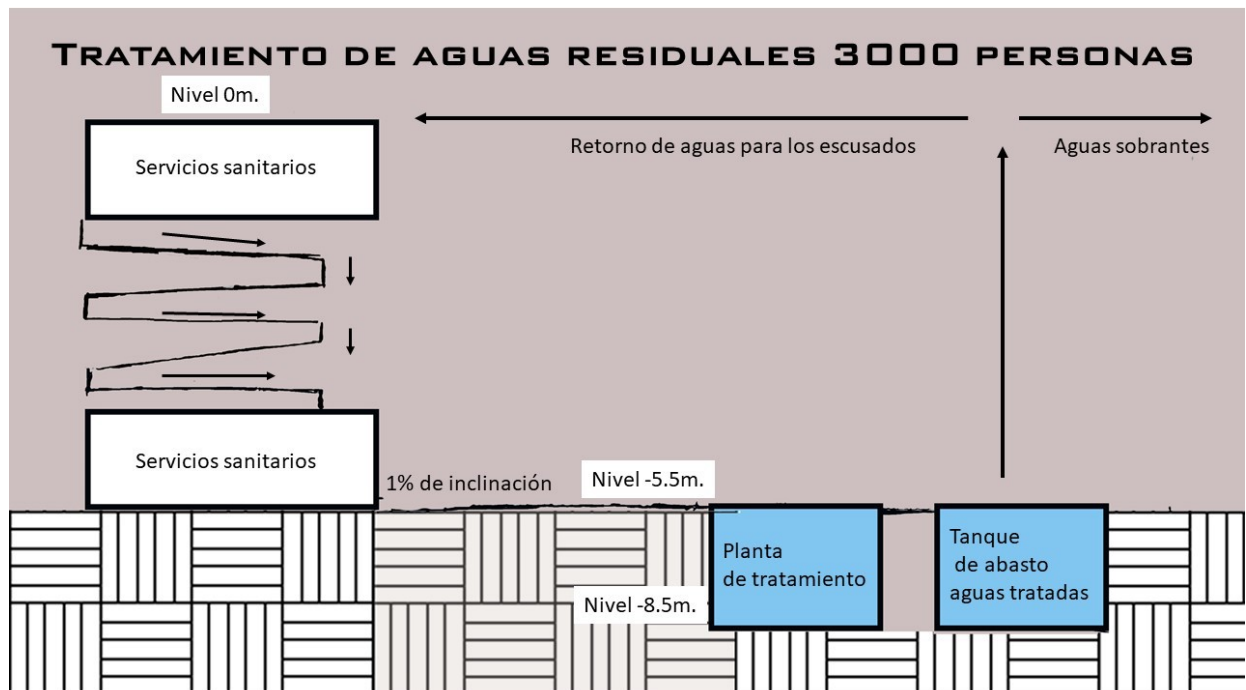 TRATAMIENTO DE AGUAS RESIDUALES 3000 PERSONAS
Nivel 0m.
Servicios sanitarios
Retorno de aguas para los escusados
Aguas sobrantes
Servicios sanitarios
1% de inclinación
Nivel -5.5m.
Planta
de tratamiento
Tanque
de abasto
aguas tratadas
Nivel -8.5m.